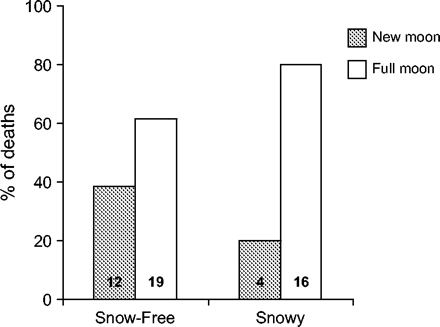 100
80
60
40
20
0
% of deaths
New moon
Full moon
12
19
4
16
Snow-Free
Snowy